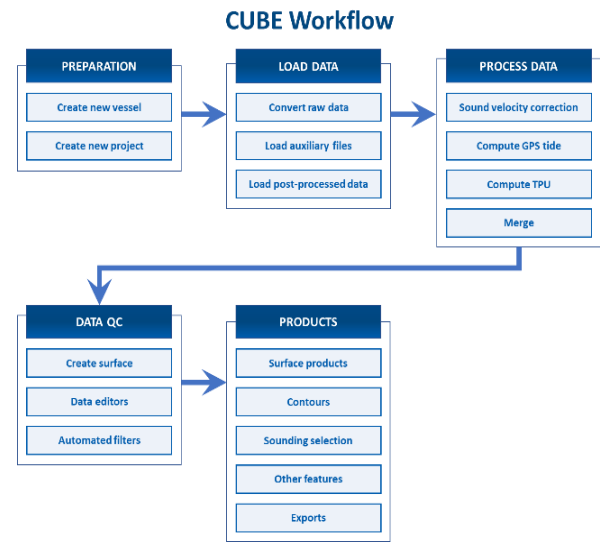 CUBE Workflow
PREPARATION
Create new vessel
Create new project
LOAD DATA
Convert raw data
Load auxiliary files
Load post-processed data
PROCESS DATA
Sound velocity correction
Compute GPS tide
Compute TPU
Merge
DATA QC
Create surface
Data editors
Automated filters
PRODUCTS
Surface products
Contours
Sounding selection
Other features
Exports